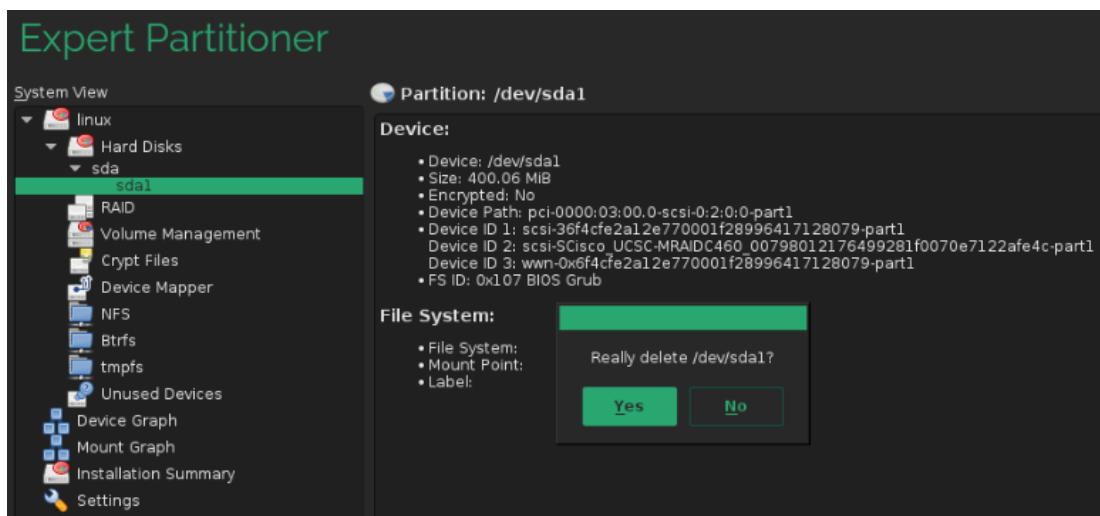 Expert Partitioner
System View
linux
Hard Disks
sda
sda1
RAID
Volume Management
Crypt Files
Device Mapper
NFS
Btrfs
tmpfs
Unused Devices
Device Graph
Mount Graph
Installation Summary
Settings
Partition: /dev/sda1
Device:
• Device: /dev/sda1
• Size: 400.06 MiB
• Encrypted: No
• Device Path: pci-0000:03:00.0-scsi-0:2:0:0-part1
• Device ID 1: scsi-36f4cfe2a12e770001f28996417128079-part1
Device ID 2: scsi-SCisco_UCSC-MRAIDC460_00798012176499281f0070e7122afe4c-part1
Device ID 3: wwn-0x6f4cfe2a12e770001f28996417128079-part1
• FS ID: 0x107 BIOS Grub
File System:
• File System:
• Mount Point:
• Label:
Really delete /dev/sda1?
Yes No